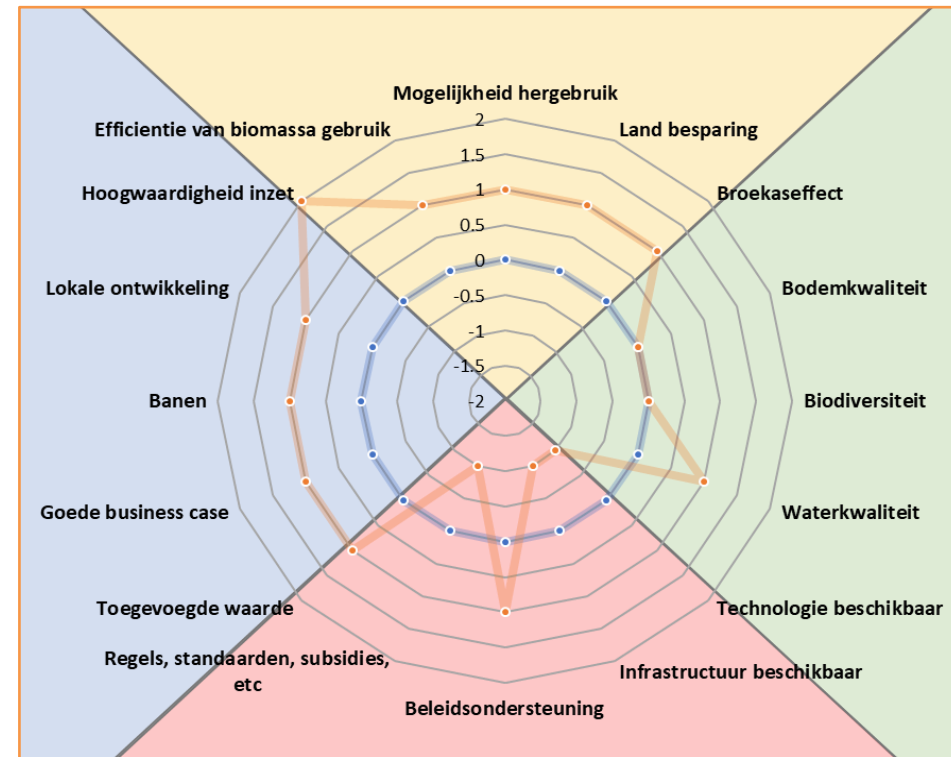 Mogelijkheid hergebruik
2
Efficientie van biomassa gebruik
Land besparing
1.5
Hoogwaardigheid inzet
1
Broekaseffect
0.5
0
Lokale ontwikkeling
Bodemkwaliteit
-0.5
-1
-1.5
Banen
-2
Biodiversiteit
Goede business case
Waterkwaliteit
Toegevoegde waarde
Technologie beschikbaar
Regels, standaarden, subsidies,
etc
Infrastructuur beschikbaar
Beleidsondersteuning